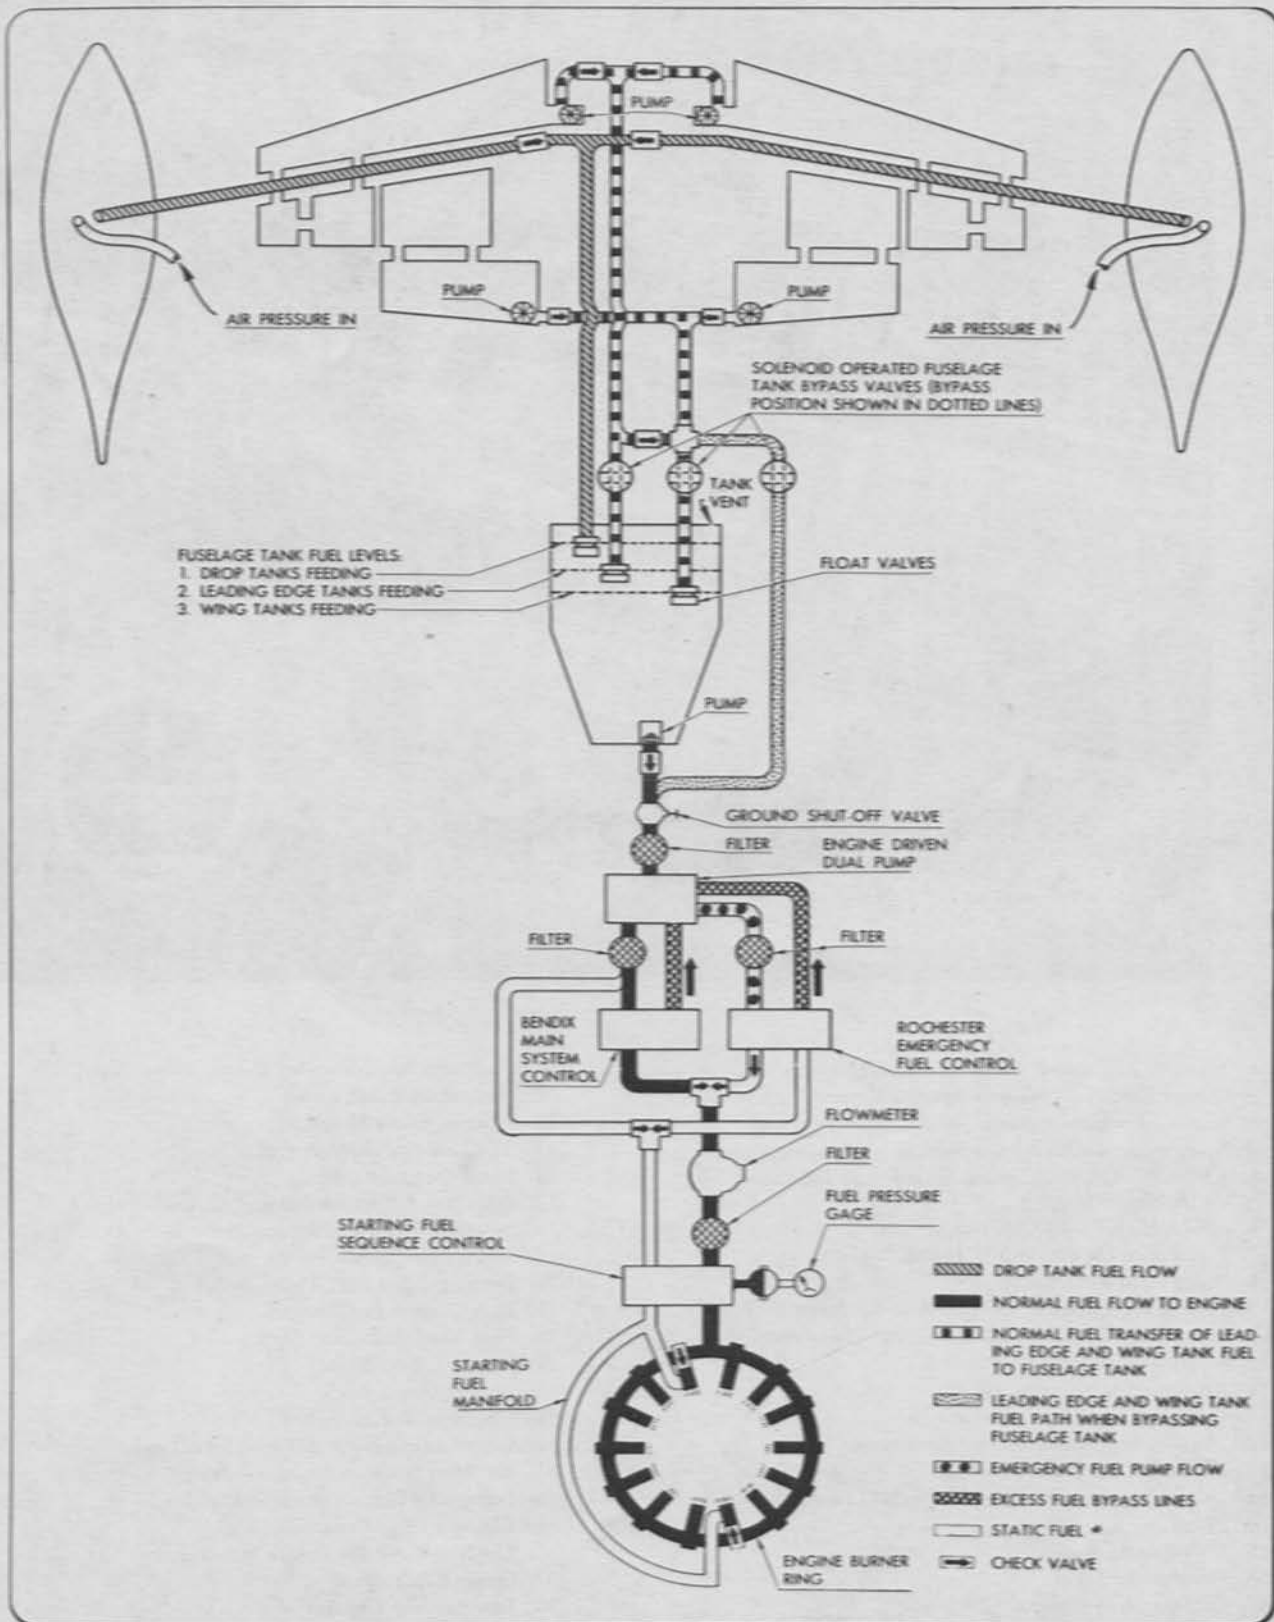 PUMP
PUMP
PUMP
AIR PRESSURE IN
AIR PRESSURE IN
SOLENOID OPERATED FUSELAGE
TANK BYPASS VALVES (BYPASS
POSITION SHOWN IN DOTTED LINES)
TANK
VENT
FUSELAGE TANK FUEL LEVELS:
1. DROP TANKS FEEDING
2. LEADING EDGE TANKS FEEDING
3. WING TANKS FEEDING
FLOAT VALVES
PUMP
GROUND SHUT-OFF VALVE
FILTER
ENGINE DRIVEN
DUAL PUMP
FILTER
FILTER
BENDIX
MAIN
SYSTEM
CONTROL
ROCHESTER
EMERGENCY
FUEL CONTROL
FLOWMETER
FILTER
FUEL PRESSURE
GAGE
STARTING FUEL
SEQUENCE CONTROL
STARTING
FUEL
MANIFOLD
ENGINE BURNER
RING
DROP TANK FUEL FLOW
NORMAL FUEL FLOW TO ENGINE
NORMAL FUEL TRANSFER OF LEAD-
ING EDGE AND WING TANK FUEL
TO FUSELAGE TANK
LEADING EDGE AND WING TANK
FUEL PATH WHEN BYPASSING
FUSELAGE TANK
EMERGENCY FUEL PUMP FLOW
EXCESS FUEL BYPASS LINES
STATIC FUEL *
CHECK VALVE